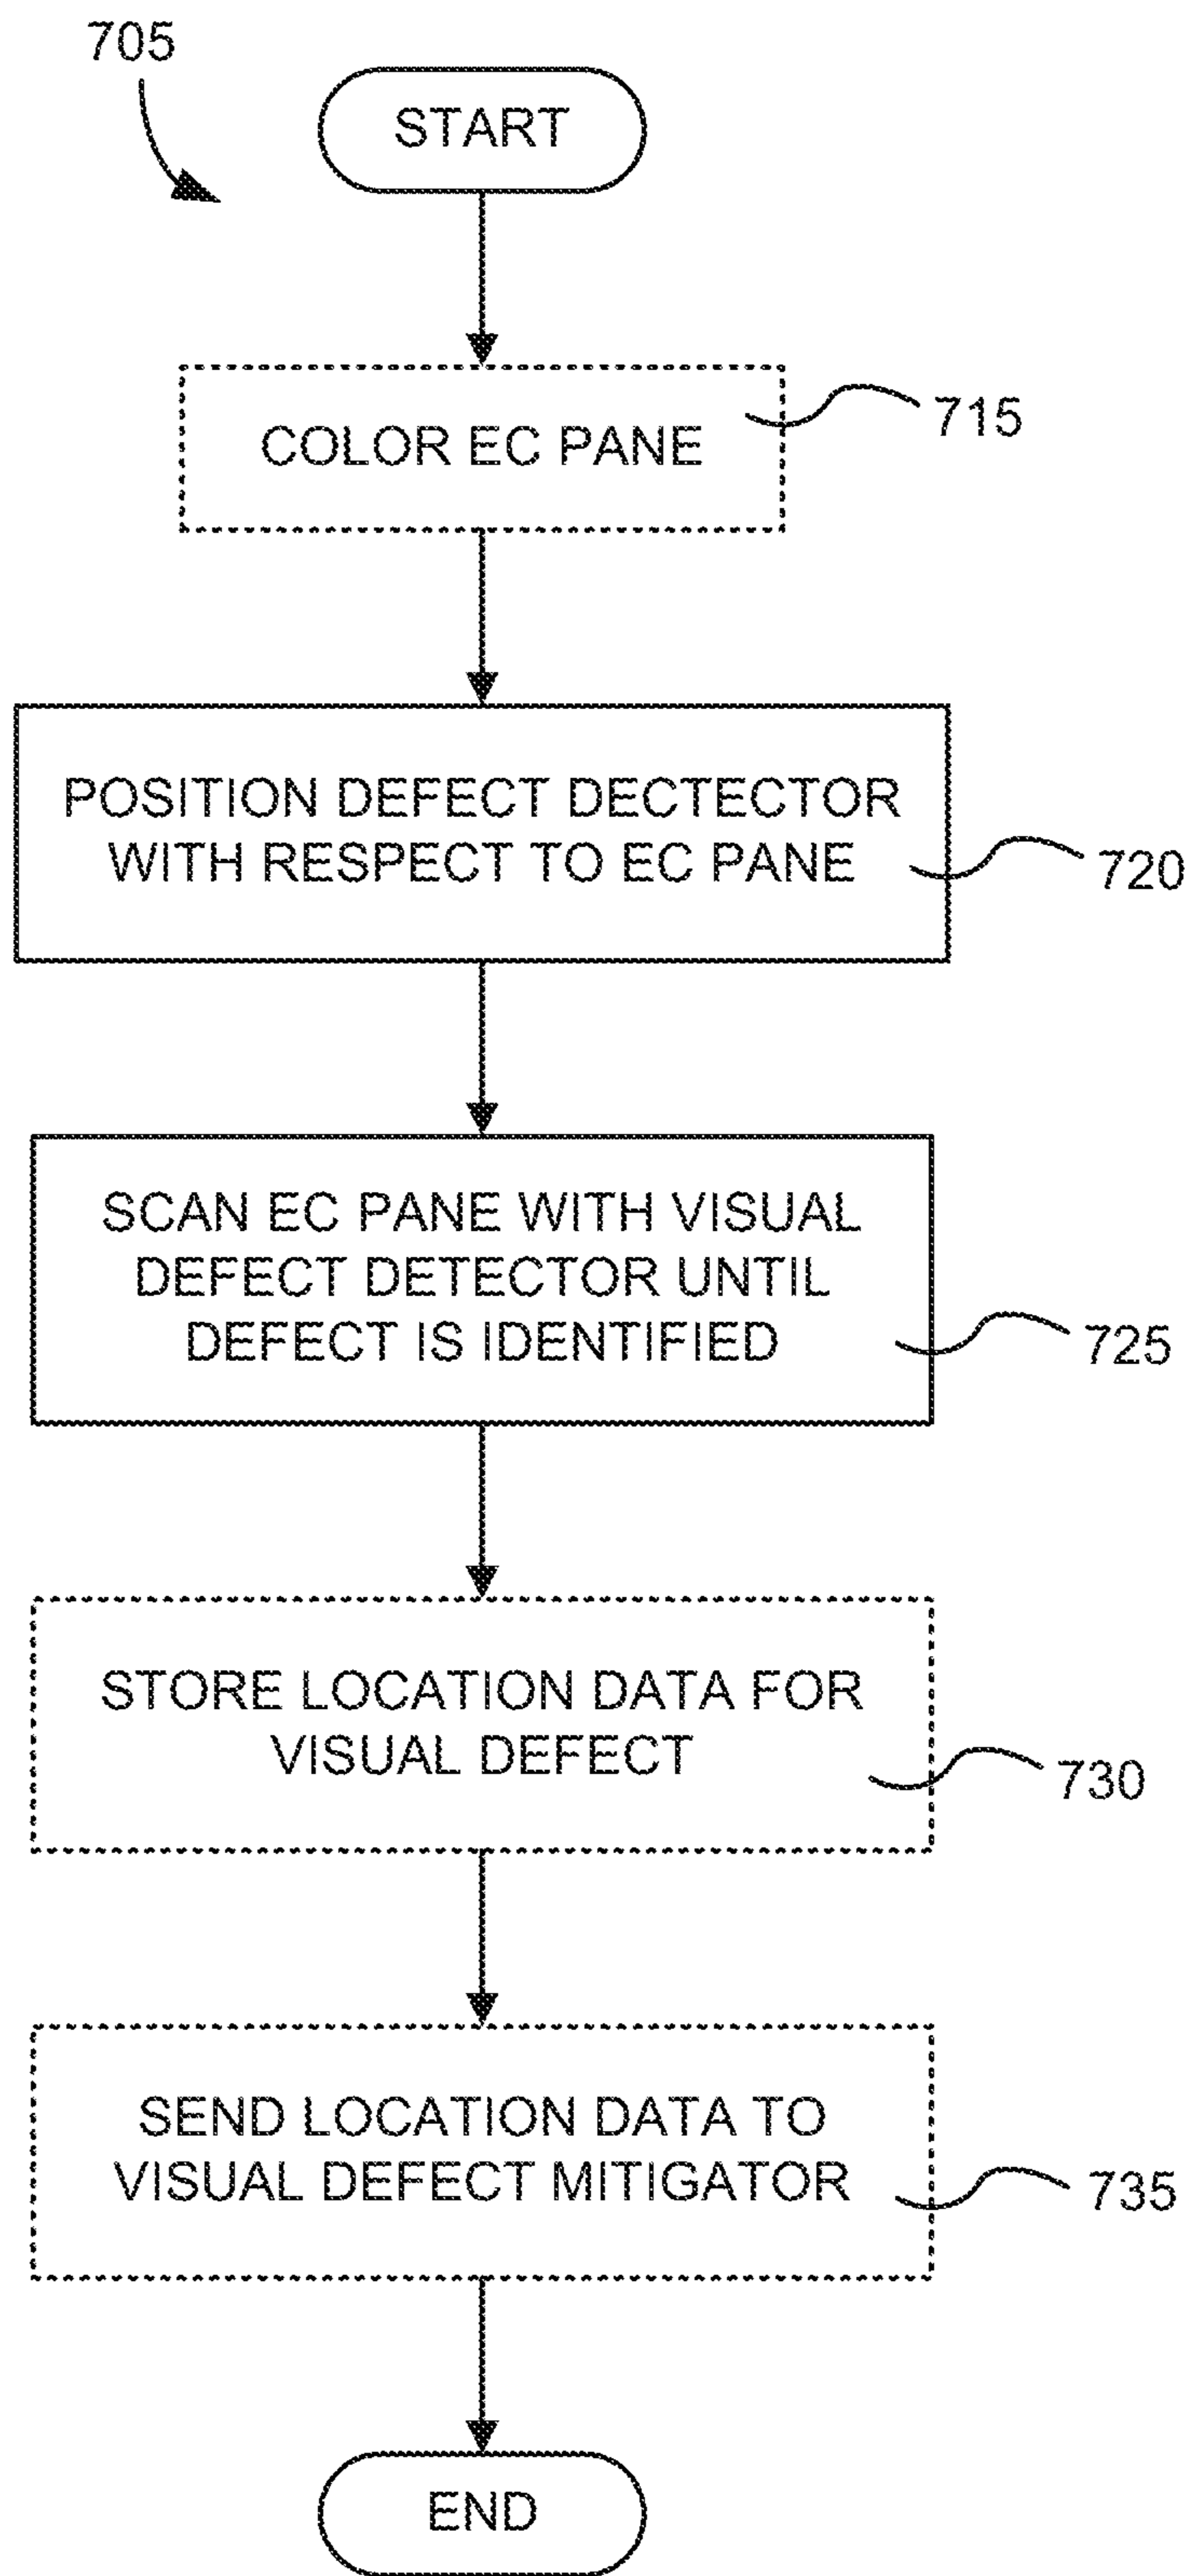 705
START
COLOR EC PANE
715
POSITION DEFECT DECTECTOR
WITH RESPECT TO EC PANE
720
SCAN EC PANE WITH VISUAL
DEFECT DETECTOR UNTIL
DEFECT IS IDENTIFIED
725
STORE LOCATION DATA FOR
VISUAL DEFECT
730
SEND LOCATION DATA TO
VISUAL DEFECT MITIGATOR
735
END